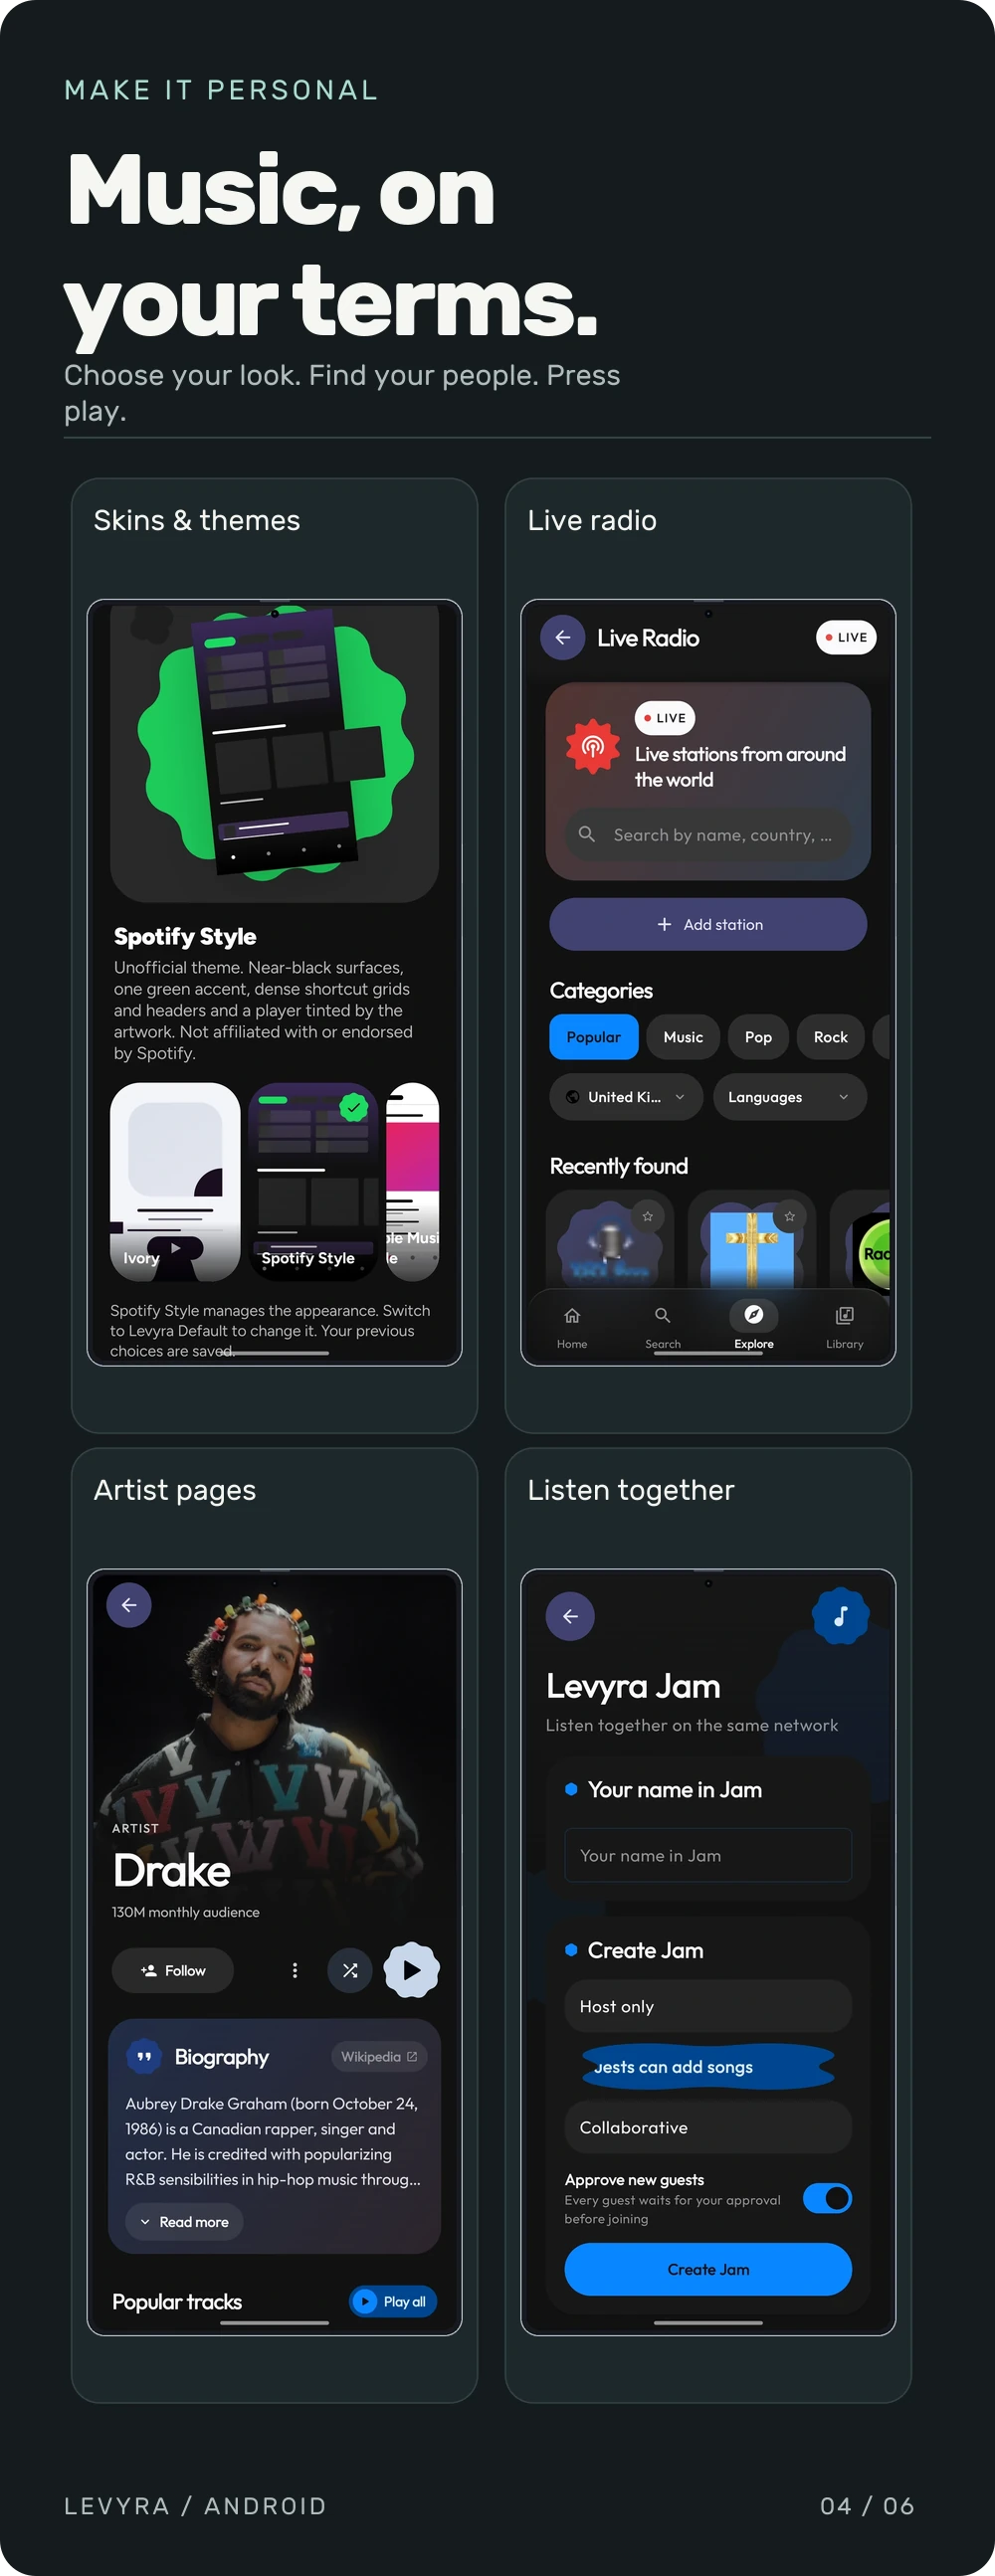 MAKE IT PERSONAL
Music, on
your terms.
Choose your look. Find your people. Press
play.
Skins & themes
Spotify Style
Unofficial theme. Near-black surfaces,
one green accent, dense shortcut grids
and headers and a player tinted by the
artwork. Not affiliated with or endorsed
by Spotify.
Ivory
Spotify Style
le Musi
le
Spotify Style manages the appearance. Switch
to Levyra Default to change it. Your previous
choices are saved.
Live radio
Live Radio
LIVE
LIVE
Live stations from around
the world
Search by name, country, ...
Add station
Categories
Popular
Music
Pop
Rock
United Ki...
Languages
Recently found
Rad
Home
Search
Explore
Library
Artist pages
ARTIST
Drake
130M monthly audience
Follow
Biography
Wikipedia
Aubrey Drake Graham (born October 24,
1986) is a Canadian rapper, singer and
actor. He is credited with popularizing
R&B sensibilities in hip-hop music throug...
Read more
Popular tracks
Play all
Listen together
Levyra Jam
Listen together on the same network
Your name in Jam
Your name in Jam
Create Jam
Host only
ests can add songs
Collaborative
Approve new guests
Every guest waits for your approval
before joining
Create Jam
LEVYRA / ANDROID
04 / 06